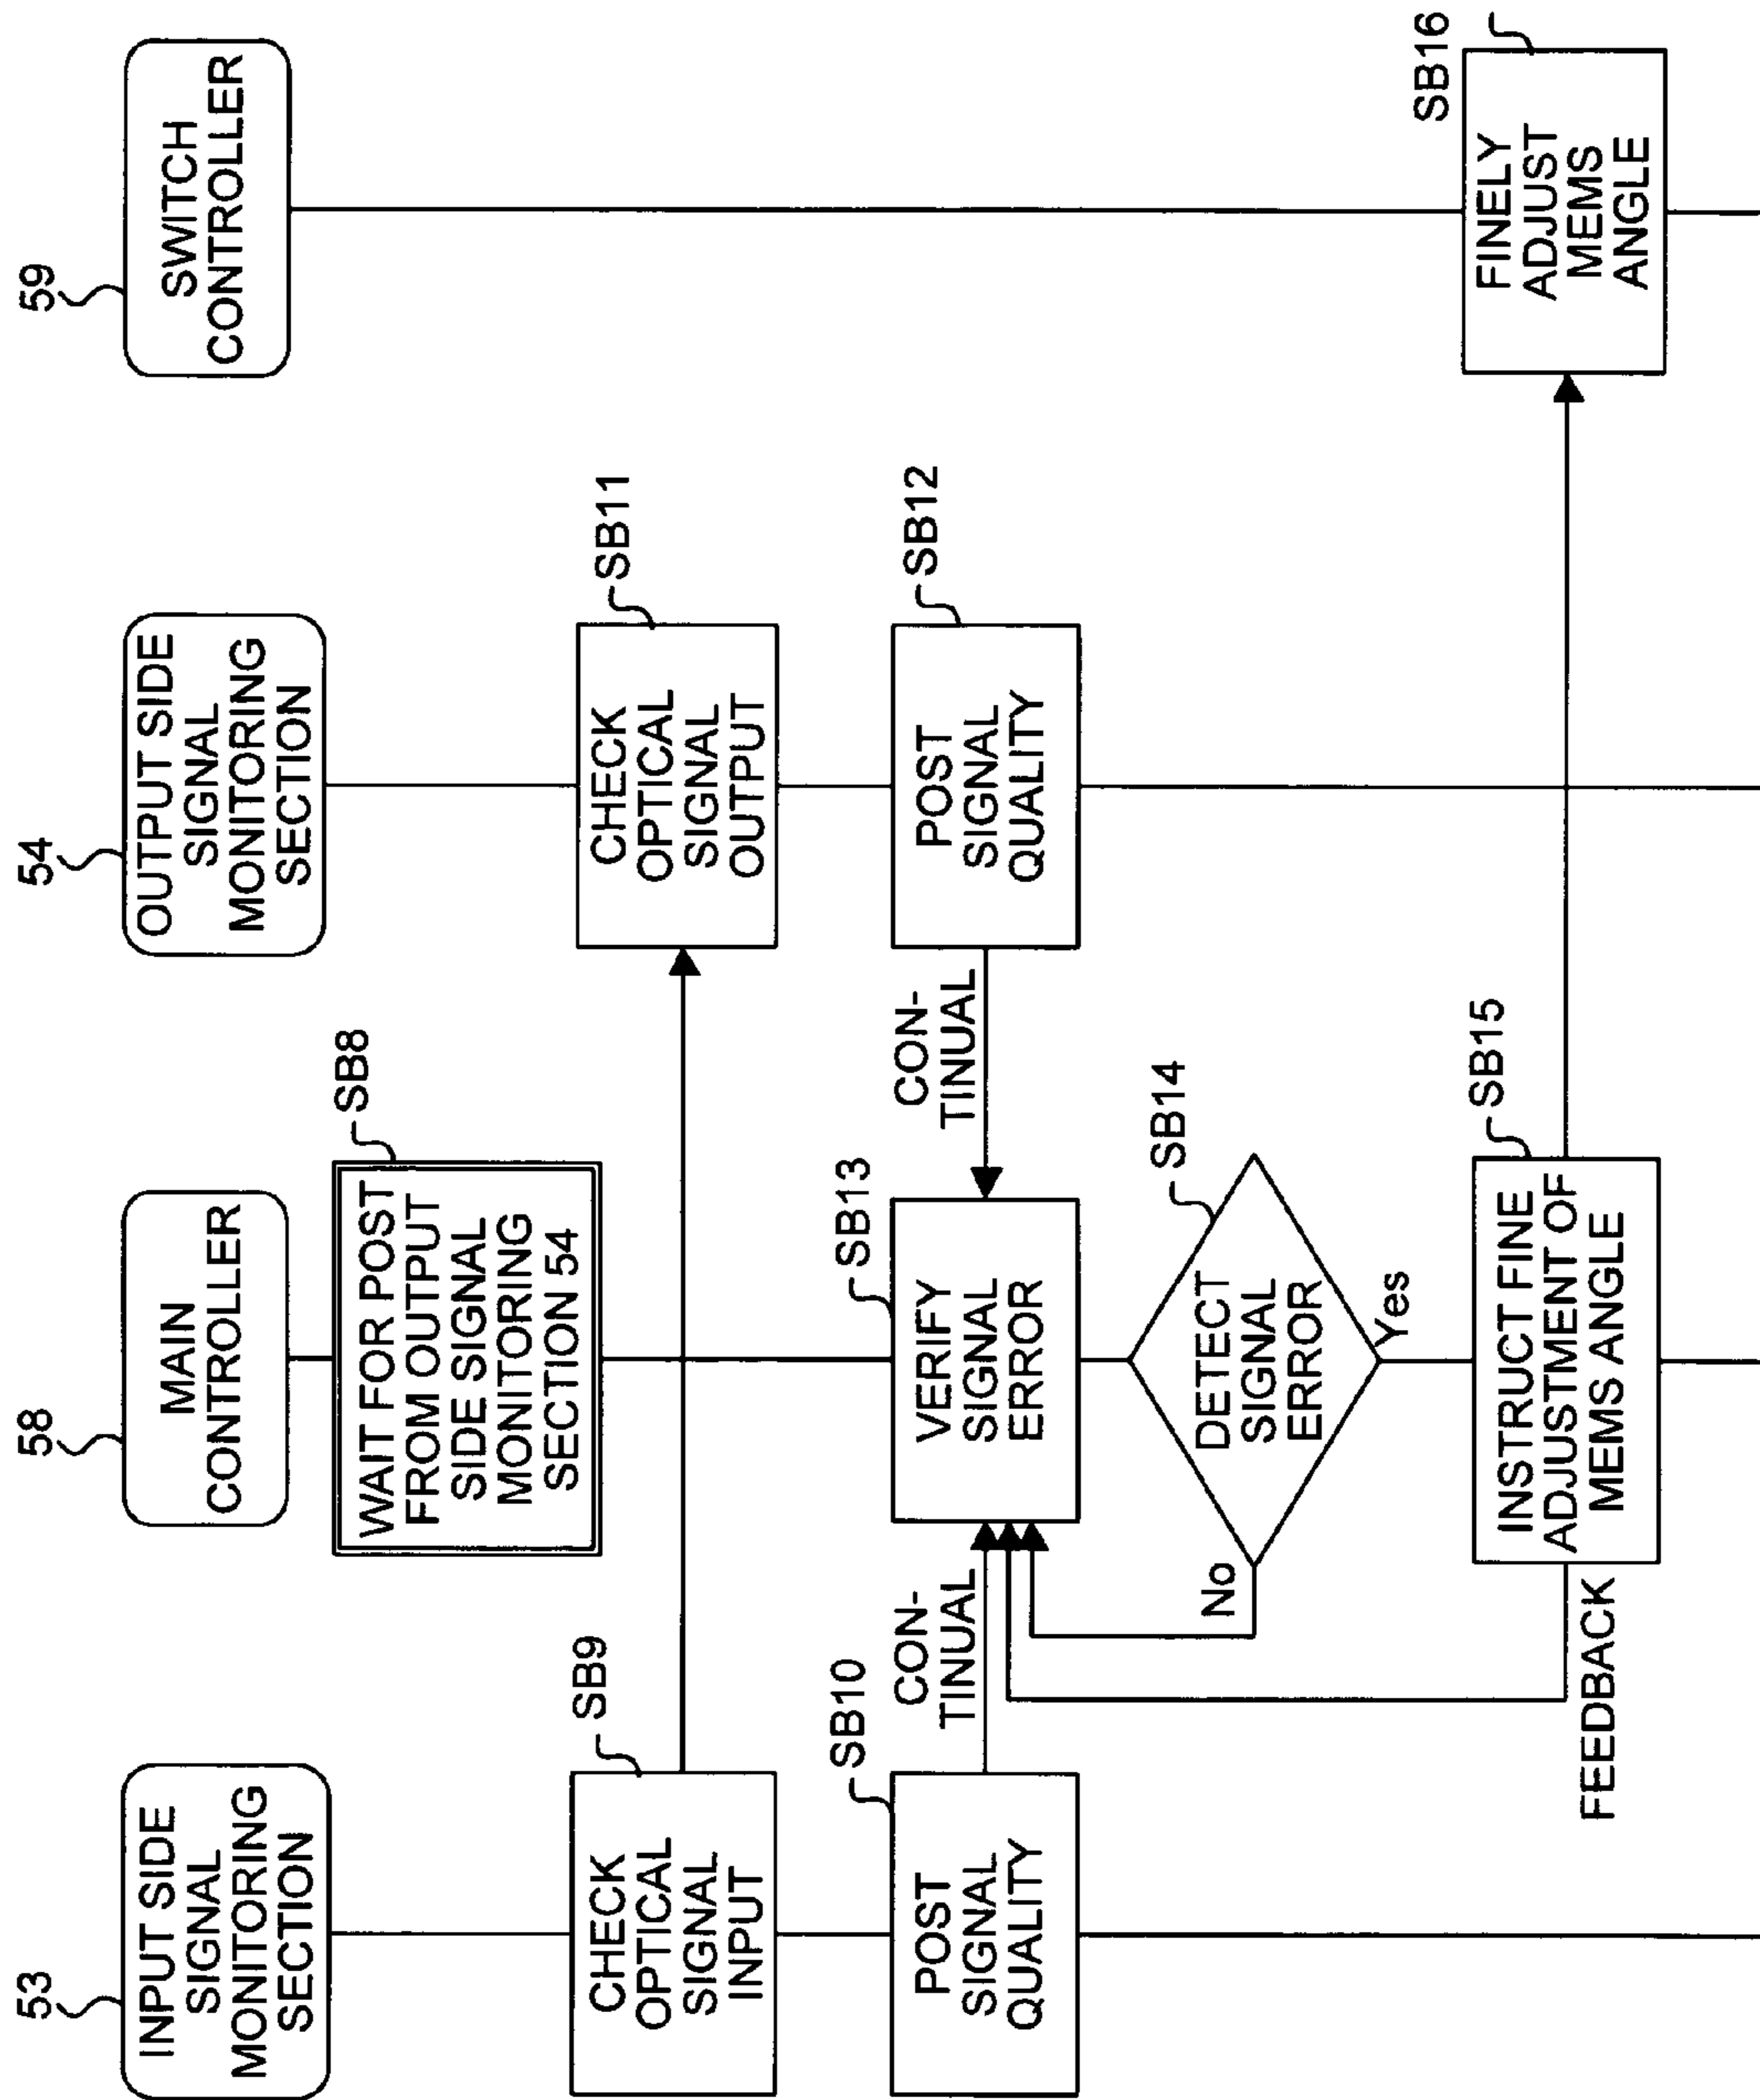 53
INPUT SIDE
SIGNAL
MONITORING
SECTION
58
MAIN
CONTROLLER
54
OUTPUT SIDE
SIGNAL
MONITORING
SECTION
59
SWITCH
CONTROLLER
SB8
WAIT FOR POST
FROM OUTPUT
SIDE SIGNAL
MONITORING
SECTION 54
SB9
CHECK
OPTICAL
SIGNAL
INPUT
SB11
CHECK
OPTICAL
SIGNAL
OUTPUT
SB10
POST
SIGNAL
QUALITY
CON-
TINUAL
SB13
VERIFY
SIGNAL
ERROR
CON-
TINUAL
SB12
POST
SIGNAL
QUALITY
SB14
DETECT
SIGNAL
ERROR
No
Yes
SB15
INSTRUCT FINE
ADJUSTMENT OF
MEMS ANGLE
FEEDBACK
SB16
FINELY
ADJUST
MEMS
ANGLE